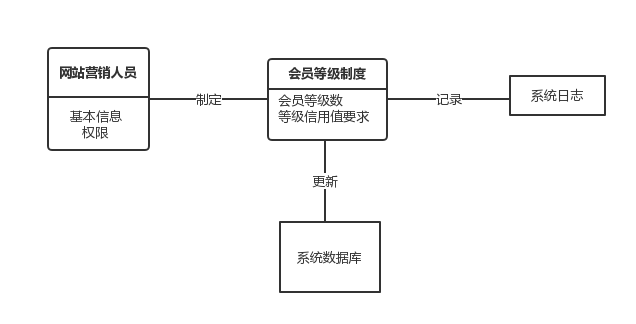 网站营销人员
基本信息
权限
制定
会员等级制度
会员等级数
等级信用值要求
记录
系统日志
更新
系统数据库